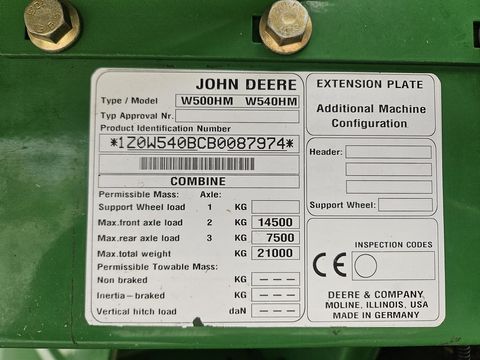 JOHN DEERE
Type / Model W500HM W540HM
Typ Approval Nr.
Product Identification Number
*1Z0W540BCB0087974*
COMBINE
Permissible Mass: Axle:
Support Wheel load 1 KG
Max.front axle load 2 KG 14500
Max.rear axle load 3 KG 7500
Max.total weight KG 21000
Permissible Towable Mass:
Non braked KG - - -
Inertia-braked KG - - -
Vertical hitch load daN - - -
EXTENSION PLATE
Additional Machine
Configuration
Header:
Support Wheel:
INSPECTION CODES
CE
DEERE & COMPANY,
MOLINE, ILLINOIS, USA
MADE IN GERMANY